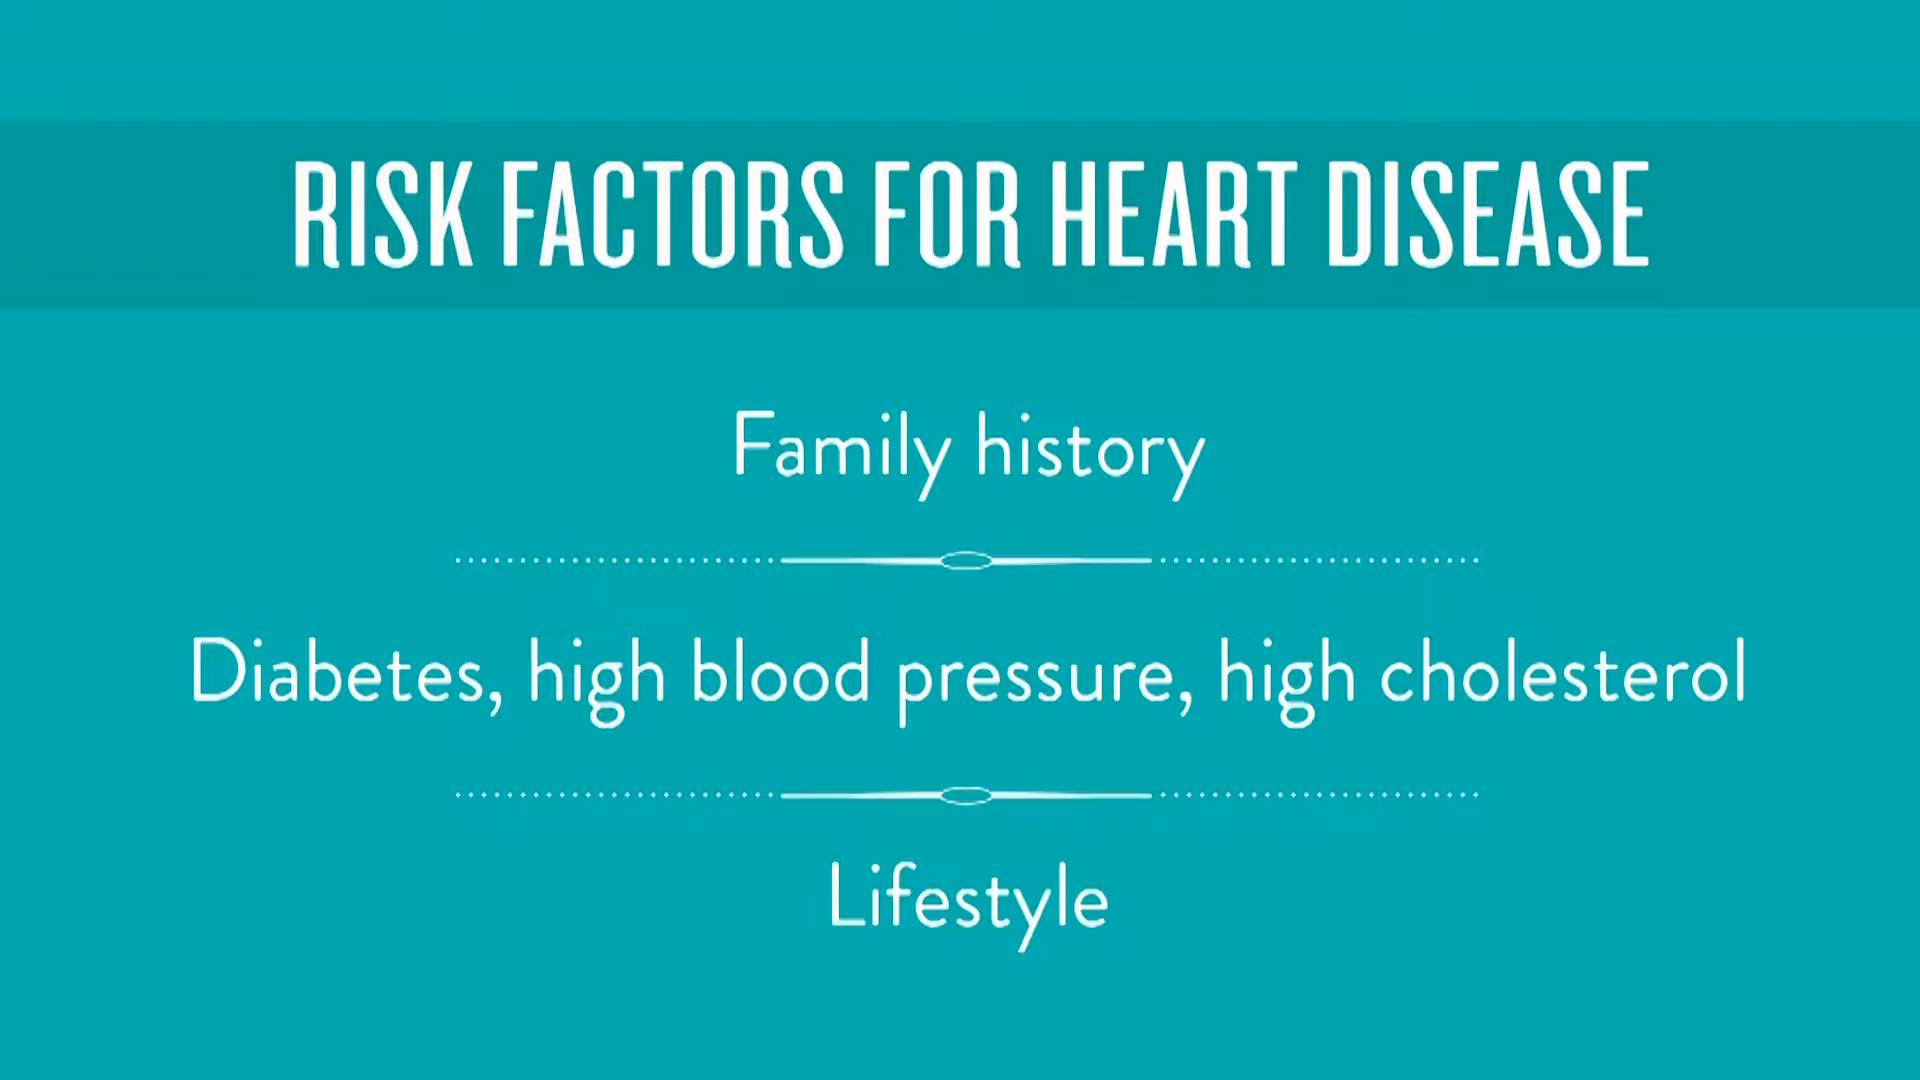 RISK FACTORS FOR HEART DISEASE
Family history
Diabetes, high blood pressure, high cholesterol
Lifestyle